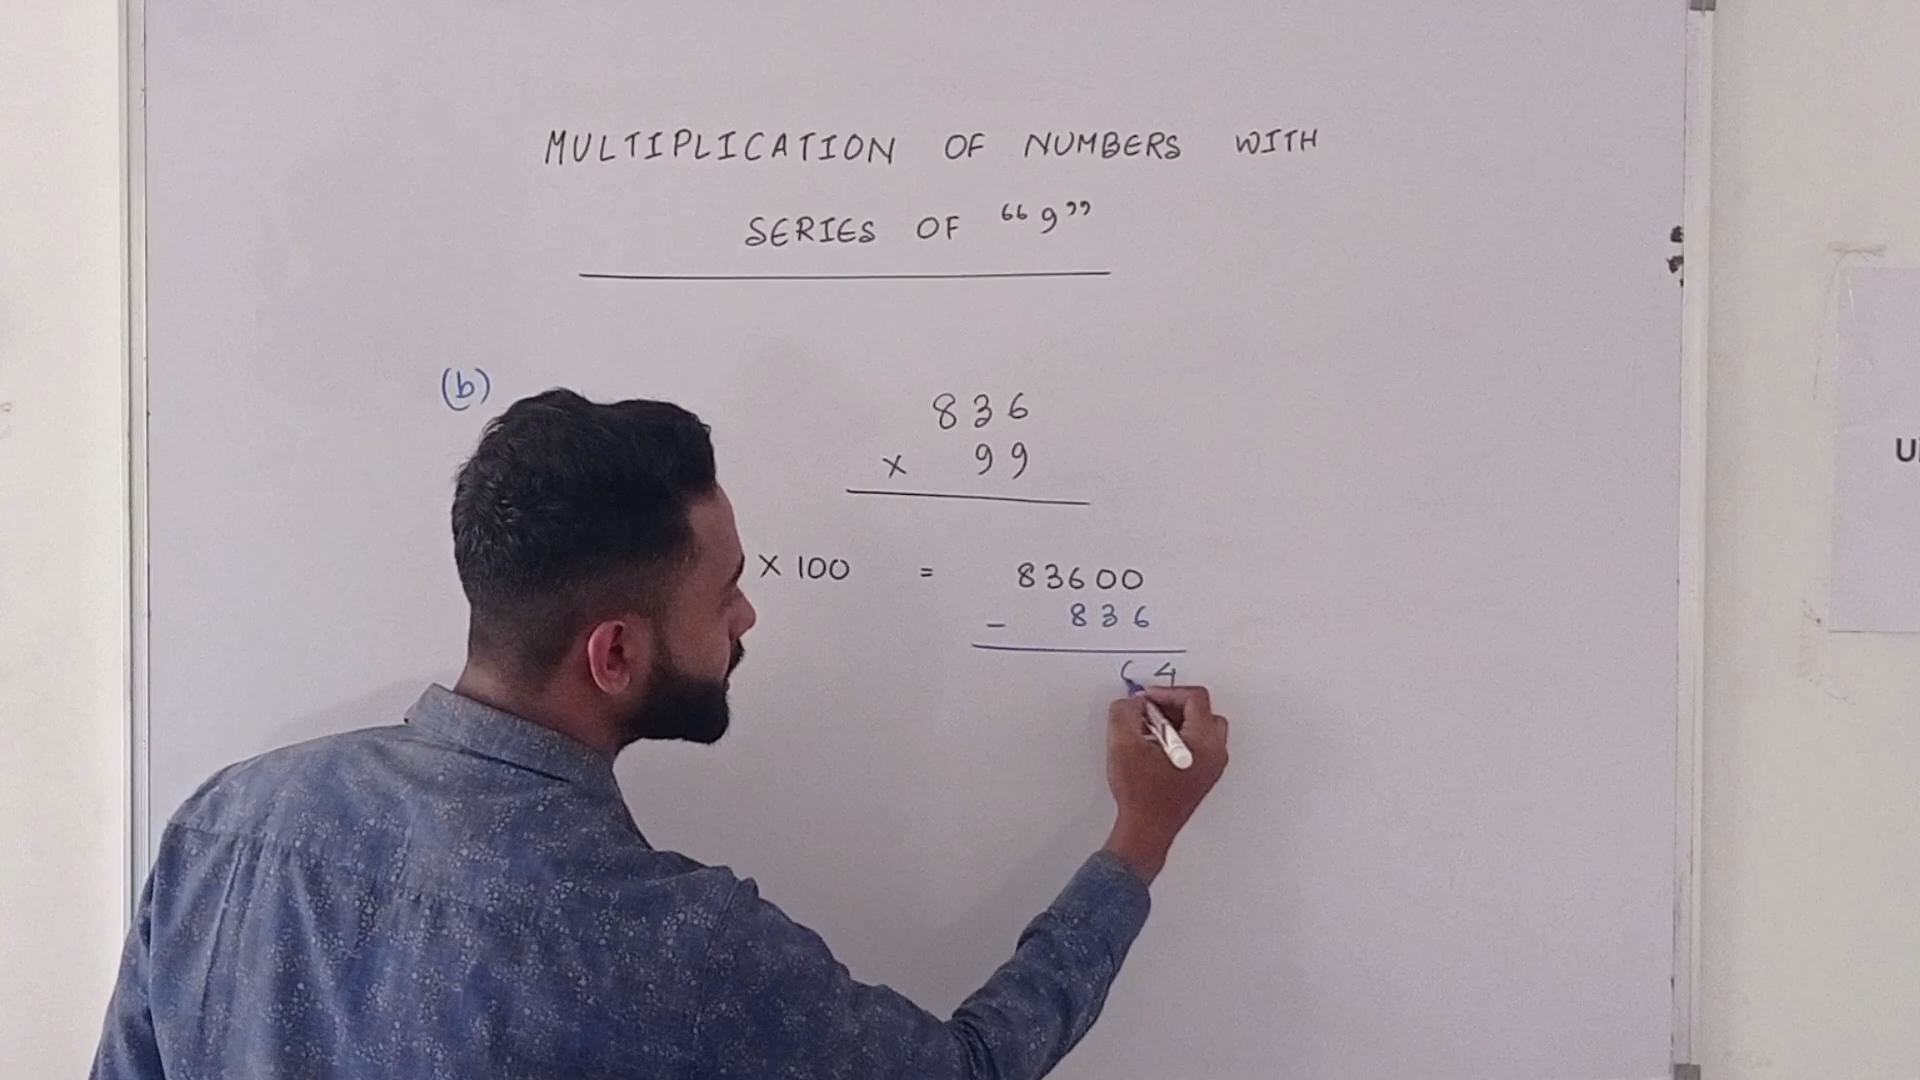 MULTIPLICATION OF NUMBERS WITH
SERIES OF “9”
(b)
836
× 99
× 100 = 83600
- 836
64